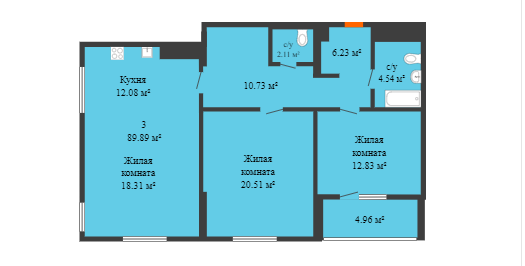 с/у
2.11 м²
6.23 м²
с/у
4.54 м²
Кухня
12.08 м²
10.73 м²
3
89.89 м²
Жилая
комната
18.31 м²
Жилая
комната
20.51 м²
Жилая
комната
12.83 м²
4.96 м²